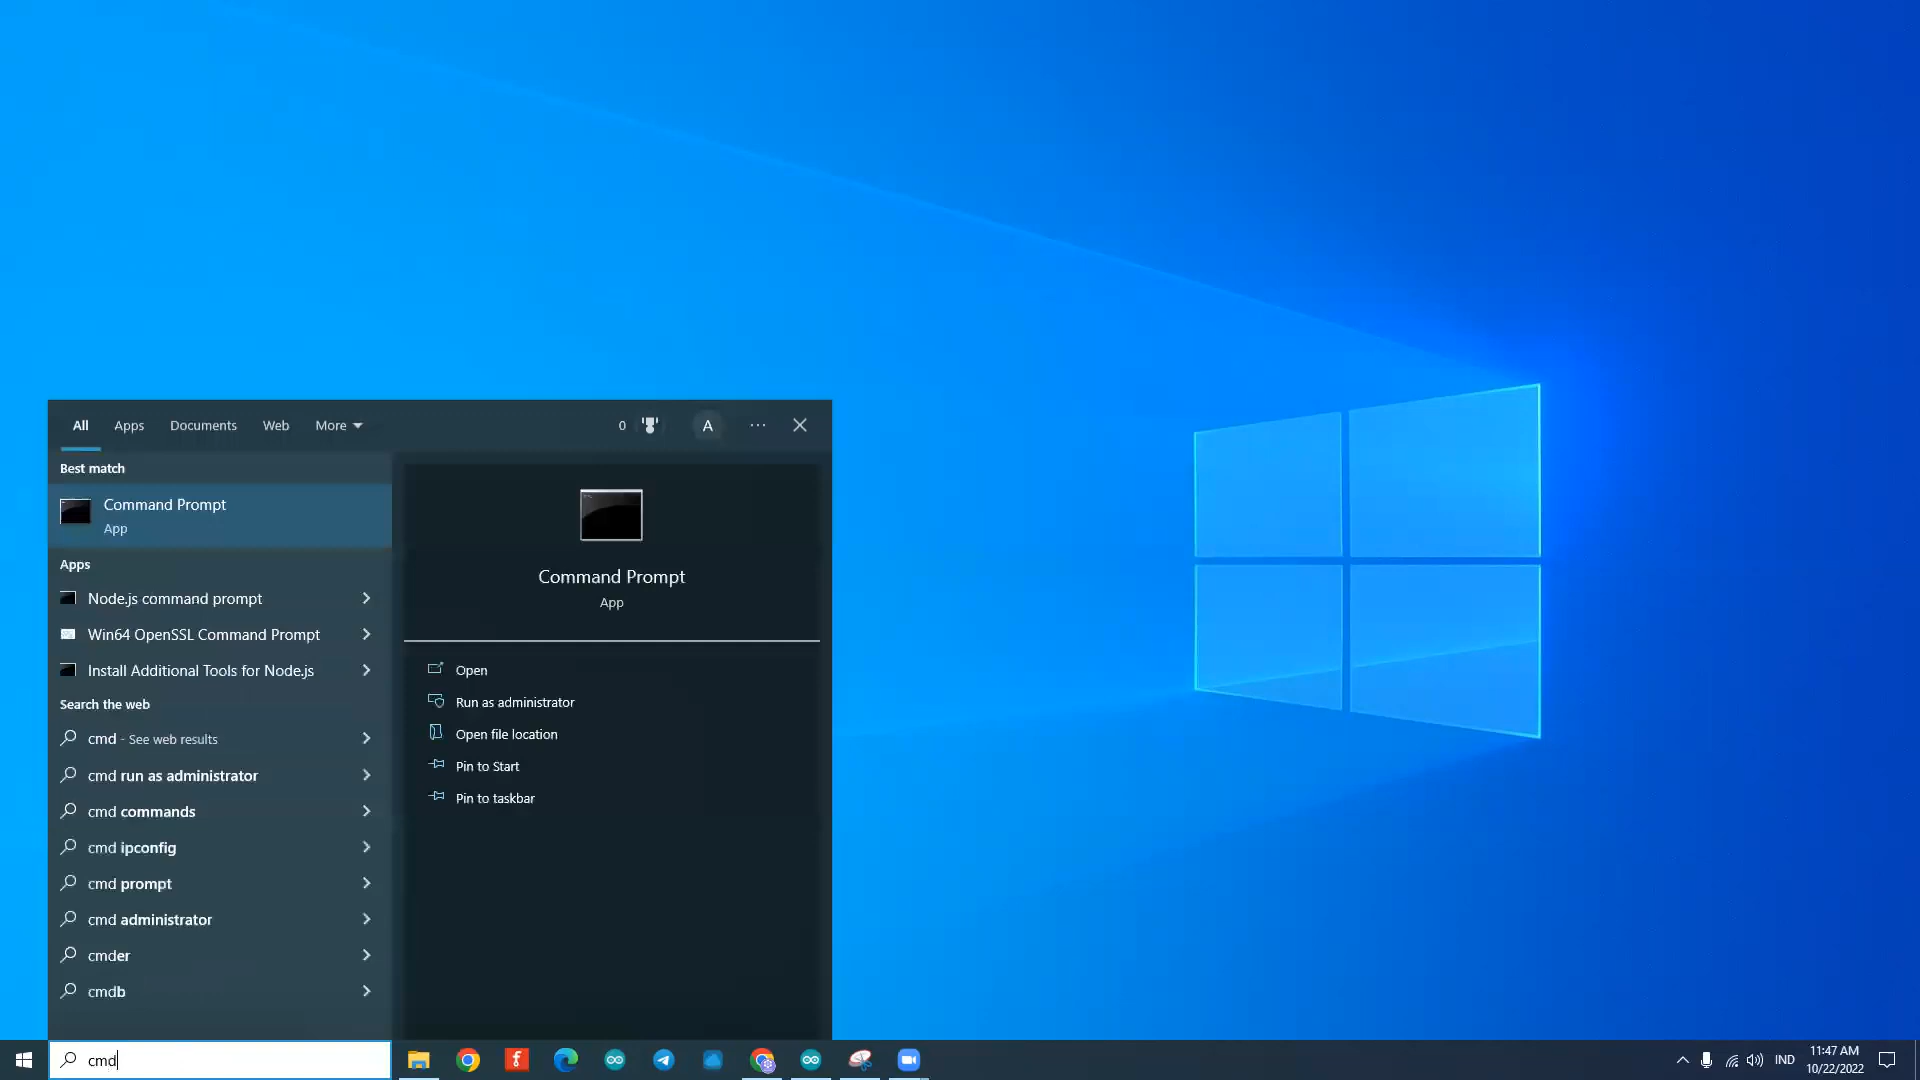 All Apps Documents Web More 0 A ···
Best match
Command Prompt
App
Apps
Node.js command prompt
Win64 OpenSSL Command Prompt
Install Additional Tools for Node.js
Search the web
cmd - See web results
cmd run as administrator
cmd commands
cmd ipconfig
cmd prompt
cmd administrator
cmder
cmdb
Command Prompt
App
Open
Run as administrator
Open file location
Pin to Start
Pin to taskbar
cmd
IND
11:47 AM
10/22/2022